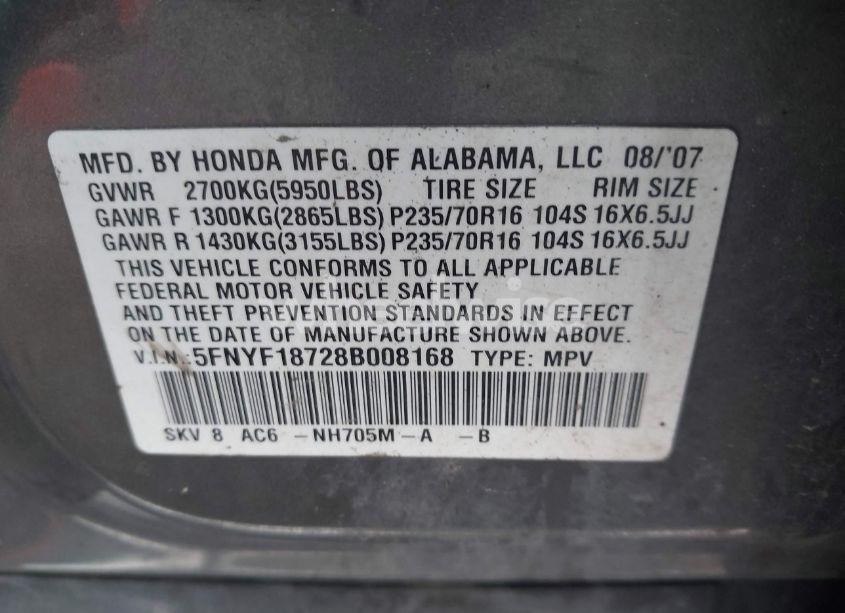 MFD. BY HONDA MFG. OF ALABAMA, LLC 08/'07
GVWR 2700KG(5950LBS) TIRE SIZE RIM SIZE
GAWR F 1300KG(2865LBS) P235/70R16 104S 16X6.5JJ
GAWR R 1430KG(3155LBS) P235/70R16 104S 16X6.5JJ
THIS VEHICLE CONFORMS TO ALL APPLICABLE
FEDERAL MOTOR VEHICLE SAFETY
AND THEFT PREVENTION STANDARDS IN EFFECT
ON THE DATE OF MANUFACTURE SHOWN ABOVE.
V.I.N.:5FNYF18728B008168 TYPE: MPV
SKV 8 AC6 -NH705M-A -B